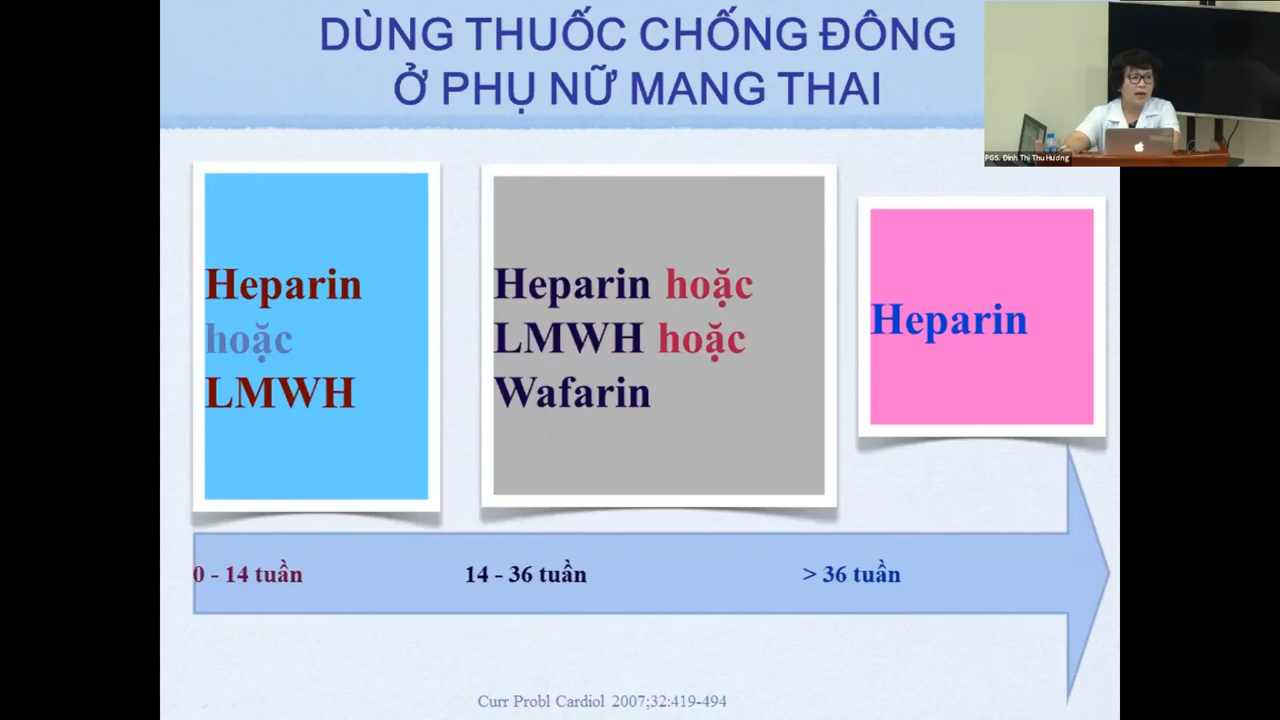 DÙNG THUỐC CHỐNG ĐÔNG
Ở PHỤ NỮ MANG THAI
PGS. Đinh Thị Thu Hương
Heparin
hoặc
LMWH
Heparin hoặc
LMWH hoặc
Wafarin
Heparin
0 - 14 tuần
14 - 36 tuần
> 36 tuần
Curr Probl Cardiol 2007;32:419-494